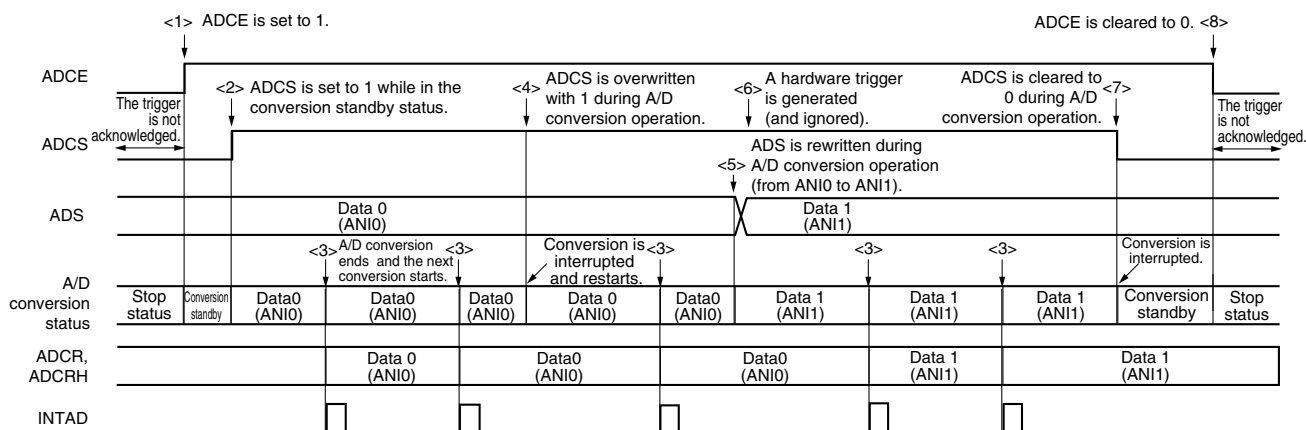 <1> ADCE is set to 1.
ADCE is cleared to 0. <8>
ADCE
The trigger
is not
acknowledged.
<2> ADCS is set to 1 while in the
conversion standby status.
<4> ADCS is overwritten
with 1 during A/D
conversion operation.
<6> A hardware trigger
is generated
(and ignored).
ADCS is cleared to
0 during A/D
conversion operation.
<7>
The trigger
is not
acknowledged.
ADCS
<5> ADS is rewritten during
A/D conversion operation
(from ANI0 to ANI1).
ADS
Data 0
(ANI0)
Data 1
(ANI1)
<3> A/D conversion
ends and the next
conversion starts.
<3>
Conversion is
interrupted
and restarts.
<3>
<3>
<3>
Conversion is
interrupted.
A/D
conversion
status
Stop
status
Conversion
standby
Data0
(ANI0)
Data0
(ANI0)
Data0
(ANI0)
Data 0
(ANI0)
Data0
(ANI0)
Data 1
(ANI1)
Data 1
(ANI1)
Data 1
(ANI1)
Conversion
standby
Stop
status
ADCR,
ADCRH
Data 0
(ANI0)
Data0
(ANI0)
Data0
(ANI0)
Data 1
(ANI1)
Data 1
(ANI1)
INTAD